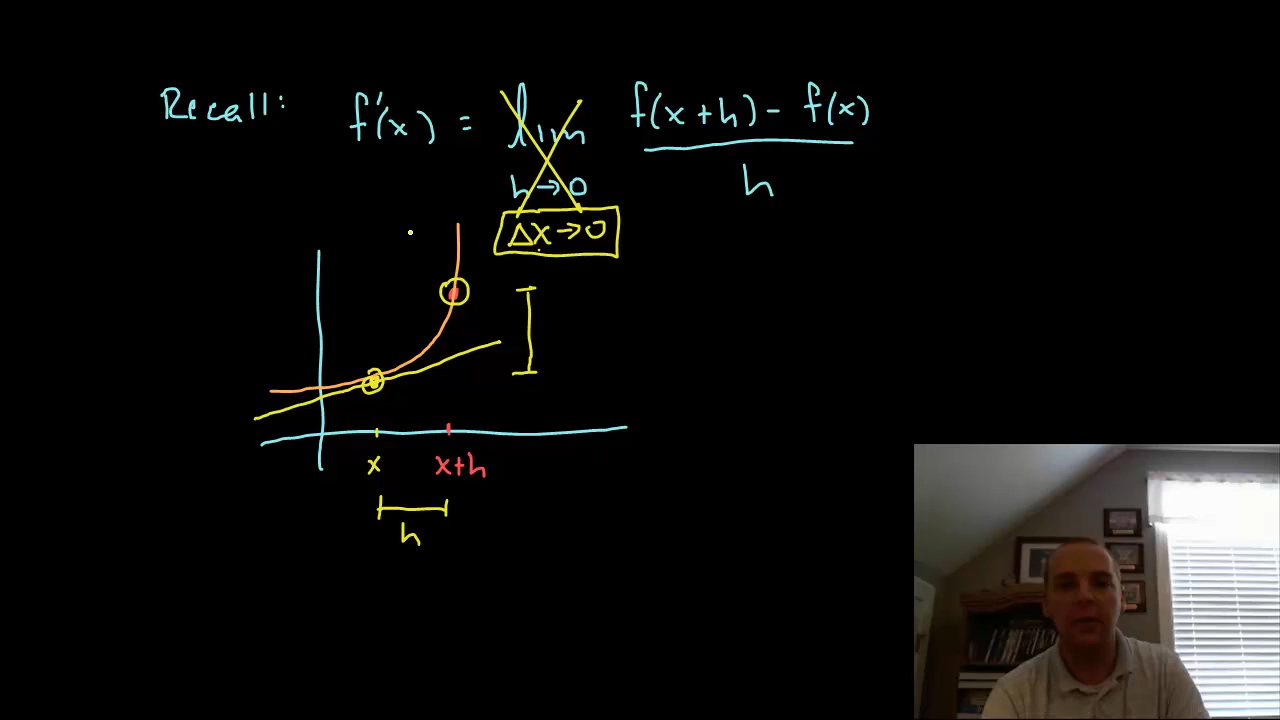 Recall: f'(x) = lim f(x+h) - f(x)
h→0 h
Δx→0
x x+h
h